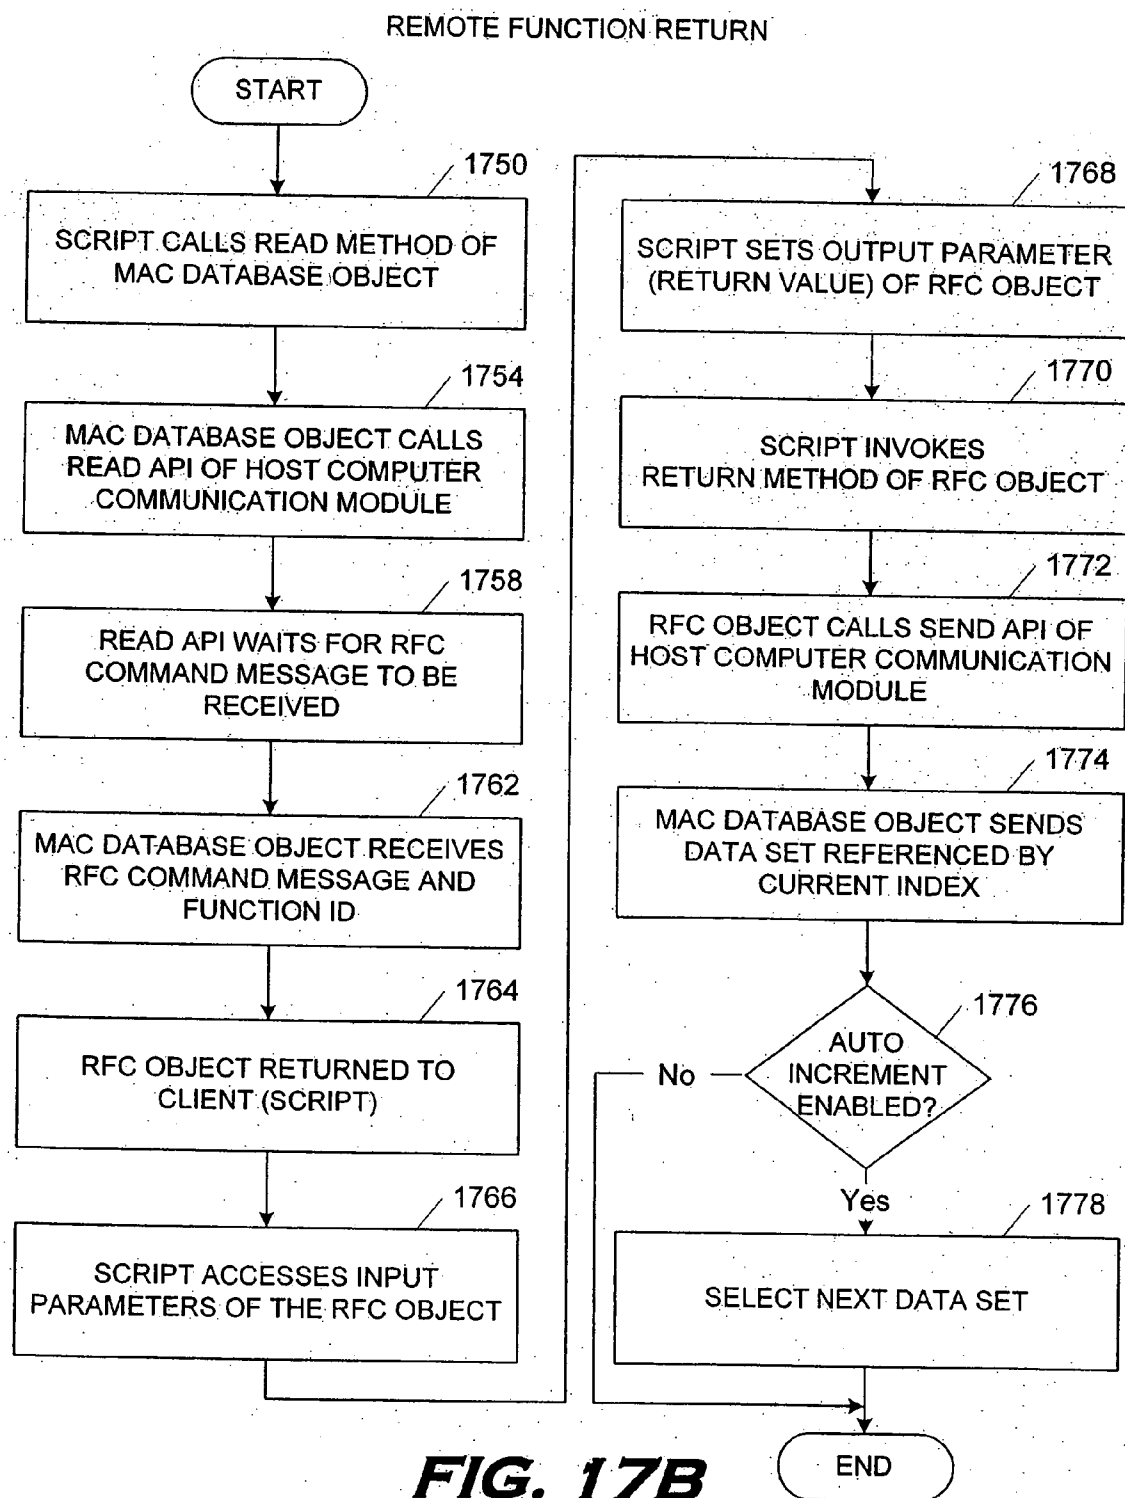 REMOTE FUNCTION RETURN
START
1750
SCRIPT CALLS READ METHOD OF
MAC DATABASE OBJECT
1754
MAC DATABASE OBJECT CALLS
READ API OF HOST COMPUTER
COMMUNICATION MODULE
1758
READ API WAITS FOR RFC
COMMAND MESSAGE TO BE
RECEIVED
1762
MAC DATABASE OBJECT RECEIVES
RFC COMMAND MESSAGE AND
FUNCTION ID
1764
RFC OBJECT RETURNED TO
CLIENT (SCRIPT)
1766
SCRIPT ACCESSES INPUT
PARAMETERS OF THE RFC OBJECT
1768
SCRIPT SETS OUTPUT PARAMETER
(RETURN VALUE) OF RFC OBJECT
1770
SCRIPT INVOKES
RETURN METHOD OF RFC OBJECT
1772
RFC OBJECT CALLS SEND API OF
HOST COMPUTER COMMUNICATION
MODULE
1774
MAC DATABASE OBJECT SENDS
DATA SET REFERENCED BY
CURRENT INDEX
1776
AUTO
INCREMENT
ENABLED?
No
Yes
1778
SELECT NEXT DATA SET
END
FIG. 17B